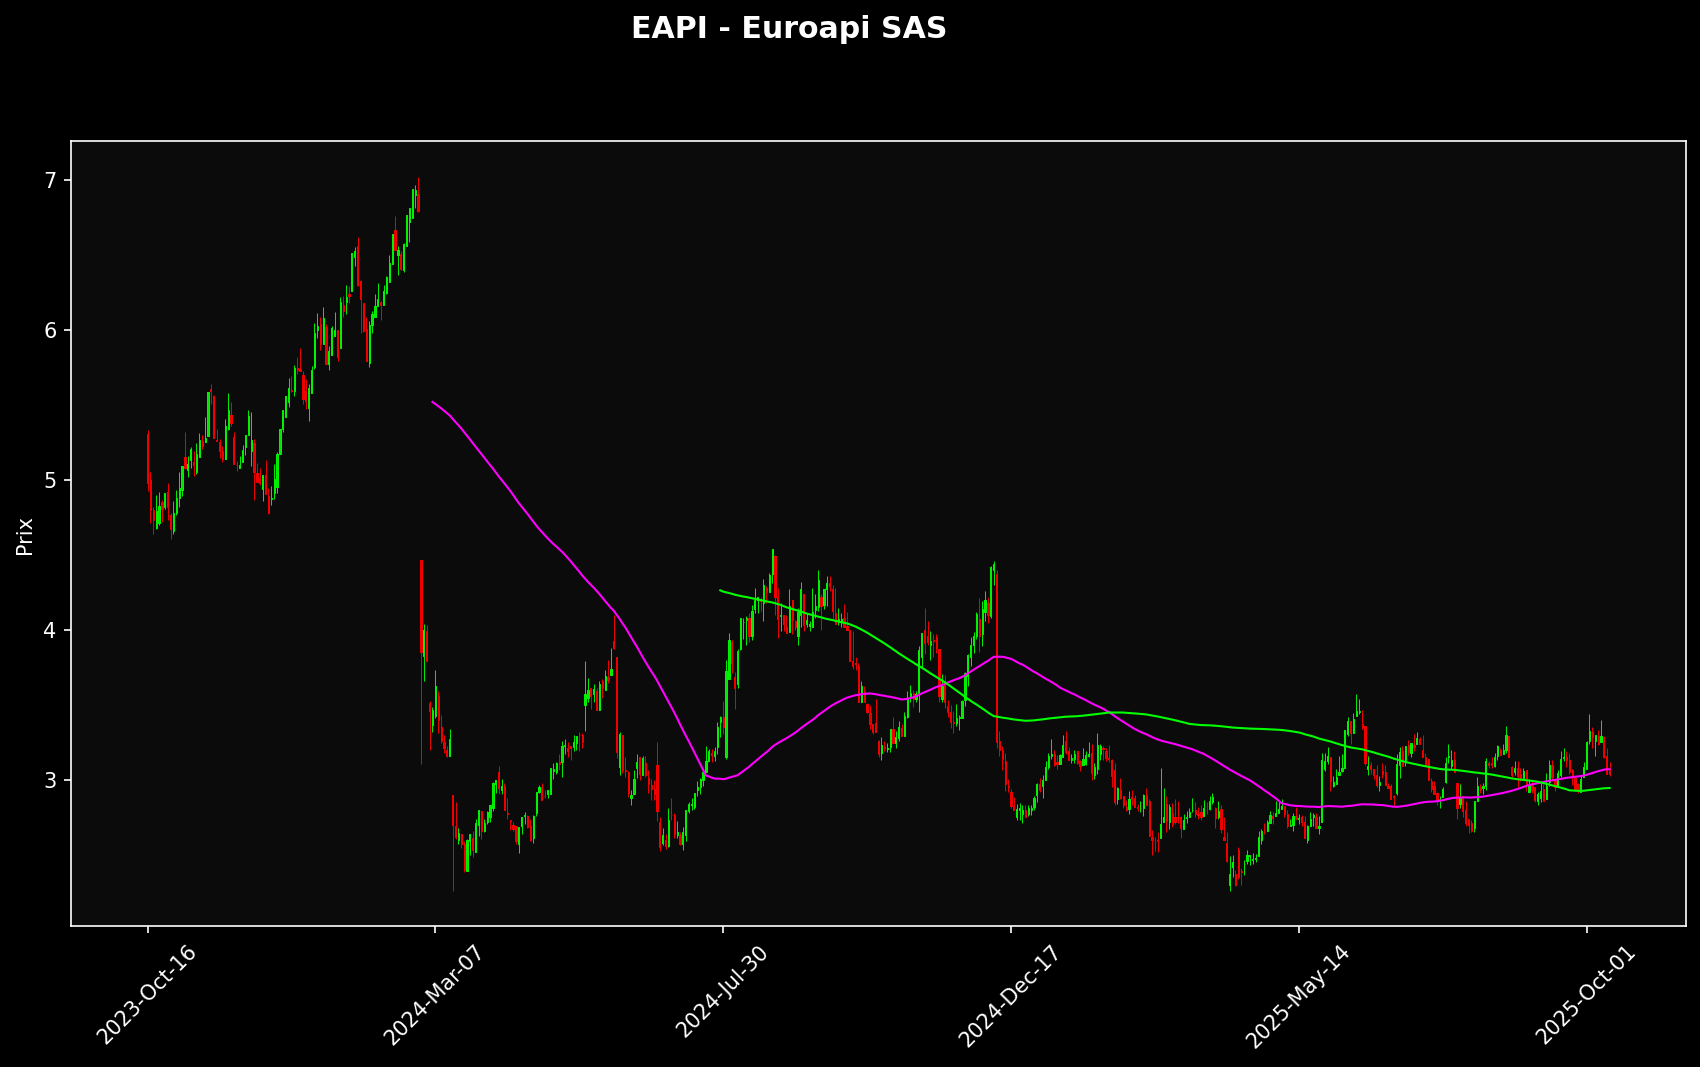 EAPI - Euroapi SAS
Prix
7
6
5
4
3
2023-Oct-16
2024-Mar-07
2024-Jul-30
2024-Dec-17
2025-May-14
2025-Oct-01